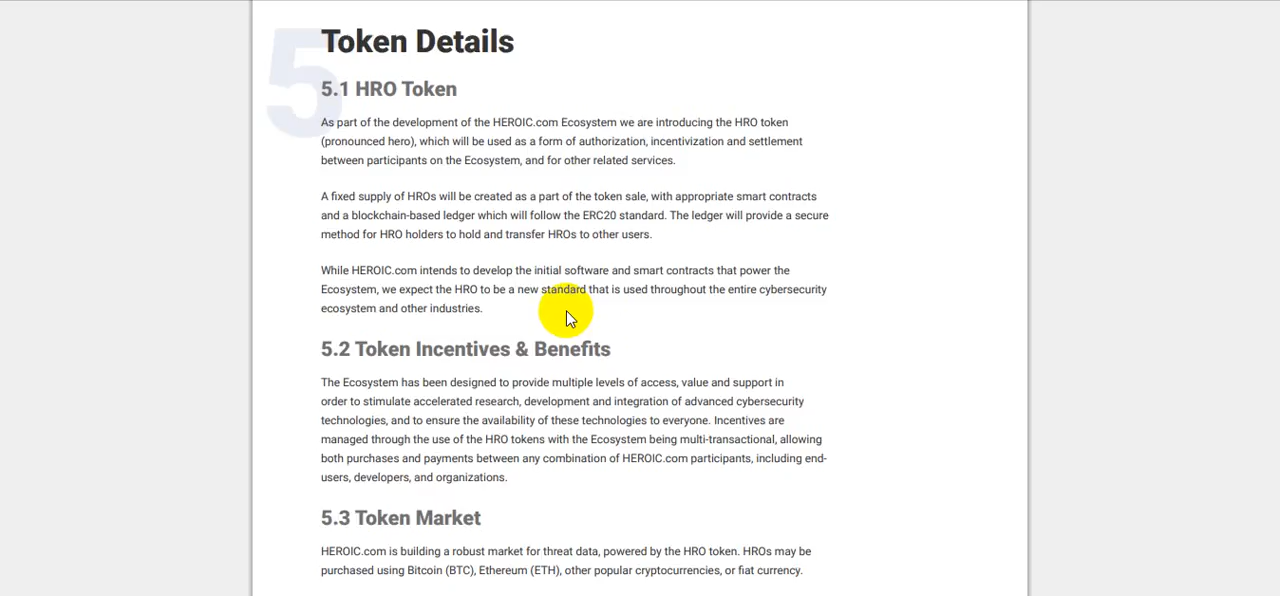 5
Token Details
5.1 HRO Token
As part of the development of the HEROIC.com Ecosystem we are introducing the HRO token
(pronounced hero), which will be used as a form of authorization, incentivization and settlement
between participants on the Ecosystem, and for other related services.
A fixed supply of HROs will be created as a part of the token sale, with appropriate smart contracts
and a blockchain-based ledger which will follow the ERC20 standard. The ledger will provide a secure
method for HRO holders to hold and transfer HROs to other users.
While HEROIC.com intends to develop the initial software and smart contracts that power the
Ecosystem, we expect the HRO to be a new standard that is used throughout the entire cybersecurity
ecosystem and other industries.
5.2 Token Incentives & Benefits
The Ecosystem has been designed to provide multiple levels of access, value and support in
order to stimulate accelerated research, development and integration of advanced cybersecurity
technologies, and to ensure the availability of these technologies to everyone. Incentives are
managed through the use of the HRO tokens with the Ecosystem being multi-transactional, allowing
both purchases and payments between any combination of HEROIC.com participants, including end-
users, developers, and organizations.
5.3 Token Market
HEROIC.com is building a robust market for threat data, powered by the HRO token. HROs may be
purchased using Bitcoin (BTC), Ethereum (ETH), other popular cryptocurrencies, or fiat currency.